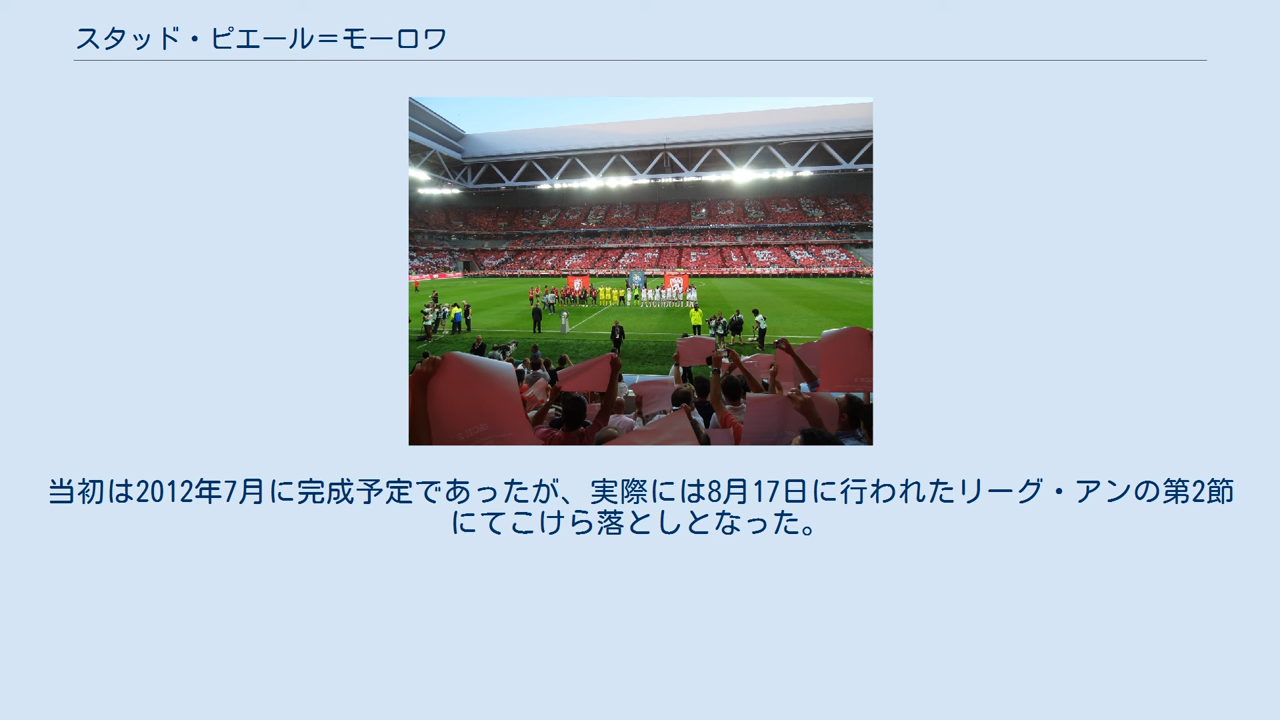 スタッド・ピエール＝モーロワ
当初は2012年7月に完成予定であったが、実際には8月17日に行われたリーグ・アンの第2節
にてこけら落としとなった。